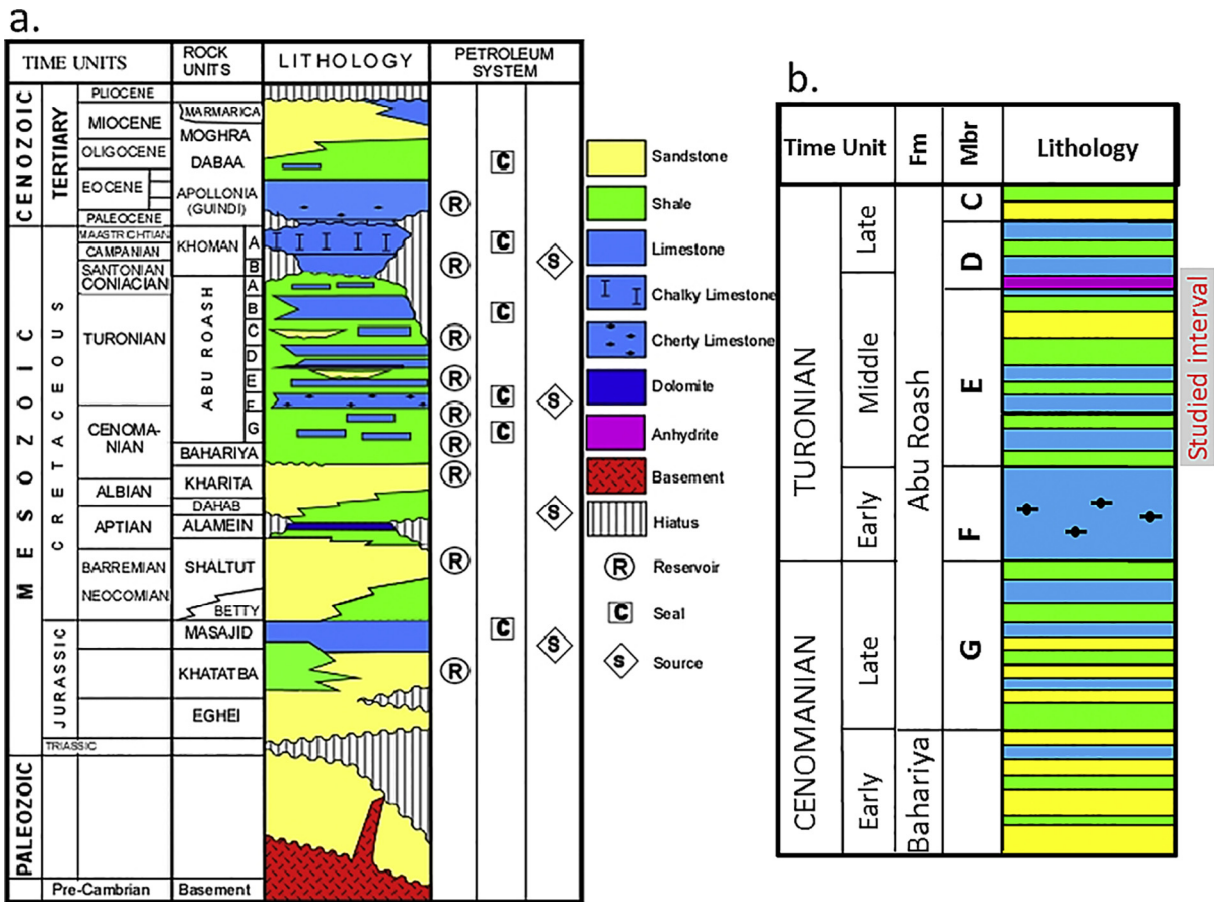 a.
TIME UNITS
ROCK
UNITS
LITHOLOGY
PETROLEUM
SYSTEM
CENOZOIC
TERTIARY
PLIOCENE
MIOCENE
OLIGOCENE
EOCENE
PALEOCENE
MARMARICA
MOGHRA
DABAA
APOLLONIA
(GUINDI)
C
R
MESOZOIC
CRETACEOUS
MAASTRICHTIAN
CAMPANIAN
SANTONIAN
CONIACIAN
TURONIAN
CENOMA-
NIAN
ALBIAN
APTIAN
BARREMIAN
NEOCOMIAN
KHOMAN
A
B
ABU ROASH
A
B
C
D
E
F
G
BAHARIYA
KHARITA
DAHAB
ALAMEIN
SHALTUT
BETTY
C
R
S
C
R
R
C
S
R
C
R
R
S
R
JURASSIC
MASAJID
KHATATBA
EGHEI
C
S
R
TRIASSIC
PALEOZOIC
Pre-Cambrian
Basement
Sandstone
Shale
Limestone
Chalky Limestone
Cherty Limestone
Dolomite
Anhydrite
Basement
Hiatus
R Reservoir
C Seal
S Source
b.
Time Unit
Fm
Mbr
Lithology
TURONIAN
Late
Middle
Early
CENOMANIAN
Late
Early
Abu Roash
Bahariya
C
D
E
F
G
Studied interval